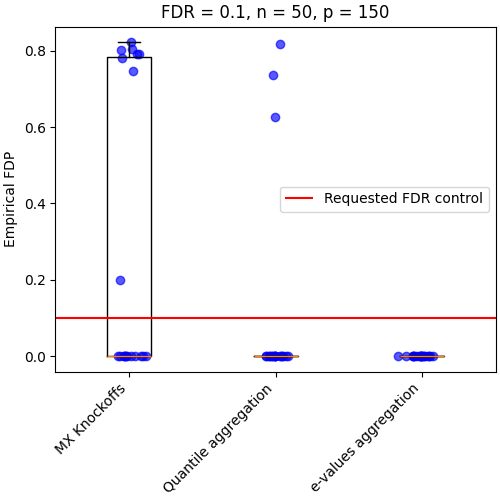 FDR = 0.1, n = 50, p = 150
Empirical FDP
0.8
0.6
0.4
0.2
0.0
Requested FDR control
MX Knockoffs
Quantile aggregation
e-values aggregation